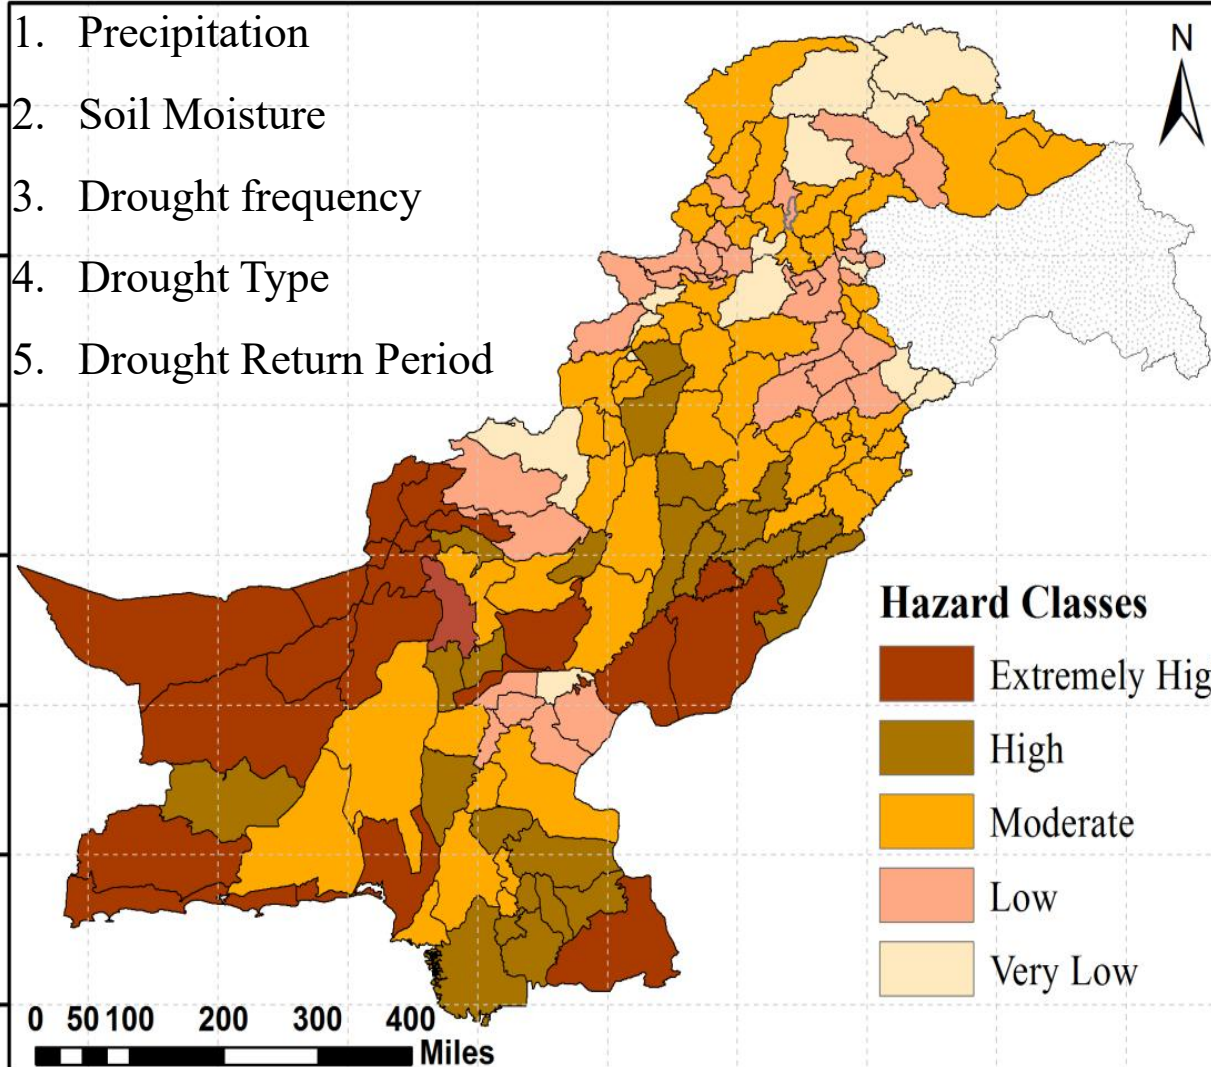 1. Precipitation
2. Soil Moisture
3. Drought frequency
4. Drought Type
5. Drought Return Period
N
Hazard Classes
Extremely Hig
High
Moderate
Low
Very Low
0 50 100 200 300 400
Miles